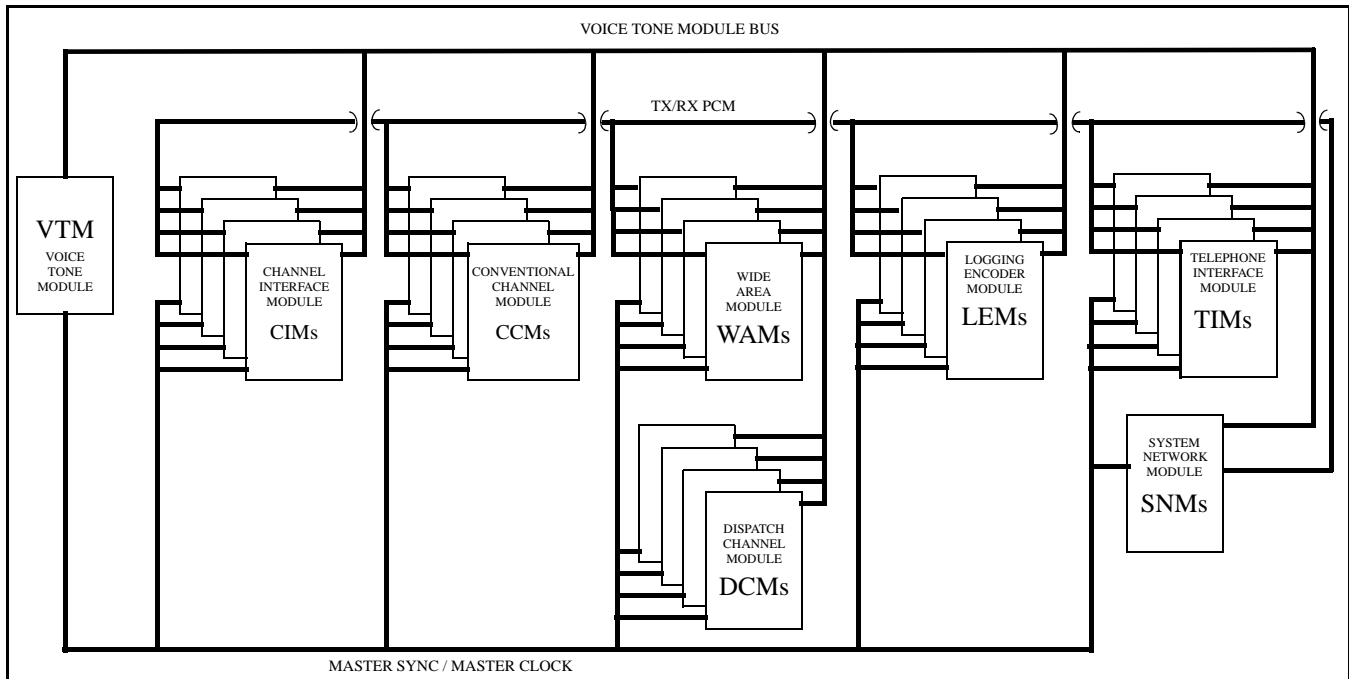 VOICE TONE MODULE BUS
TX/RX PCM
VTM
VOICE
TONE
MODULE
CHANNEL
INTERFACE
MODULE
CIMs
CONVENTIONAL
CHANNEL
MODULE
CCMs
WIDE
AREA
MODULE
WAMs
LOGGING
ENCODER
MODULE
LEMs
TELEPHONE
INTERFACE
MODULE
TIMs
DISPATCH
CHANNEL
MODULE
DCMs
SYSTEM
NETWORK
MODULE
SNMs
MASTER SYNC / MASTER CLOCK